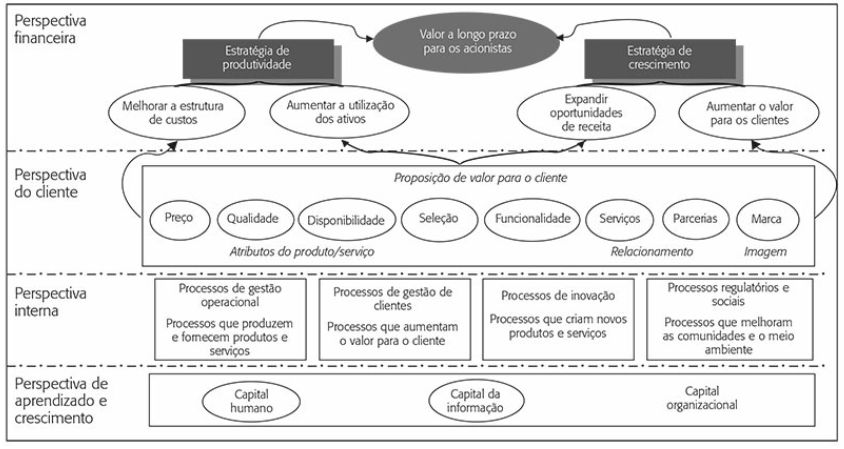 Perspectiva
financeira
Valor a longo prazo
para os acionistas
Estratégia de
produtividade
Estratégia de
crescimento
Melhorar a estrutura
de custos
Aumentar a utilização
dos ativos
Expandir
oportunidades
de receita
Aumentar o valor
para os clientes
Perspectiva
do cliente
Proposição de valor para o cliente
Preço
Qualidade
Disponibilidade
Seleção
Funcionalidade
Serviços
Parcerias
Marca
Atributos do produto/serviço
Relacionamento
Imagem
Perspectiva
interna
Processos de gestão
operacional
Processos que produzem
e fornecem produtos e
serviços
Processos de gestão de
clientes
Processos que aumentam
o valor para o cliente
Processos de inovação
Processos que criam novos
produtos e serviços
Processos regulatórios e
sociais
Processos que melhoram
as comunidades e o meio
ambiente
Perspectiva de
aprendizado e
crescimento
Capital
humano
Capital da
informação
Capital
organizacional